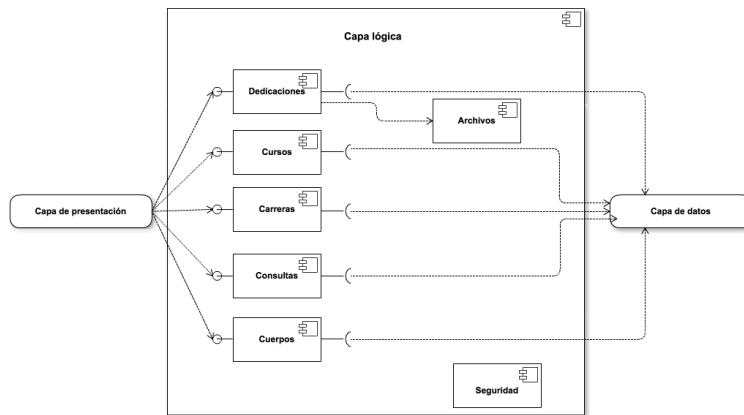 Capa lógica
Dedicaciones
Archivos
Cursos
Capa de presentación
Carreras
Capa de datos
Consultas
Cuerpos
Seguridad